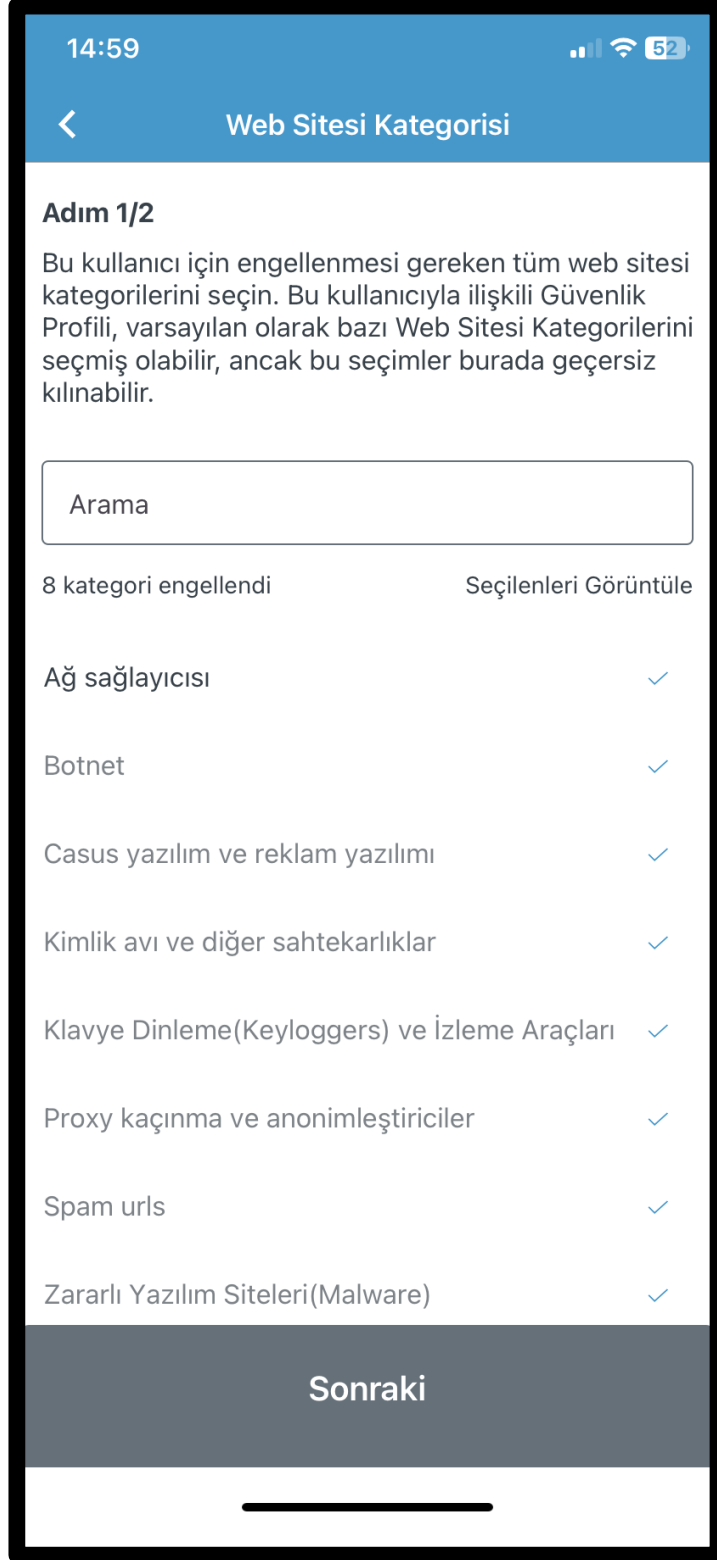 14:59
52
Web Sitesi Kategorisi
Adım 1/2
Bu kullanıcı için engellenmesi gereken tüm web sitesi
kategorilerini seçin. Bu kullanıcıyla ilişkili Güvenlik
Profili, varsayılan olarak bazı Web Sitesi Kategorilerini
seçmiş olabilir, ancak bu seçimler burada geçersiz
kılınabilir.
Arama
8 kategori engellendi Seçilenleri Görüntüle
Ağ sağlayıcısı
Botnet
Casus yazılım ve reklam yazılımı
Kimlik avı ve diğer sahtekarlıklar
Klavye Dinleme(Keyloggers) ve İzleme Araçları
Proxy kaçınma ve anonimleştiriciler
Spam urls
Zararlı Yazılım Siteleri(Malware)
Sonraki